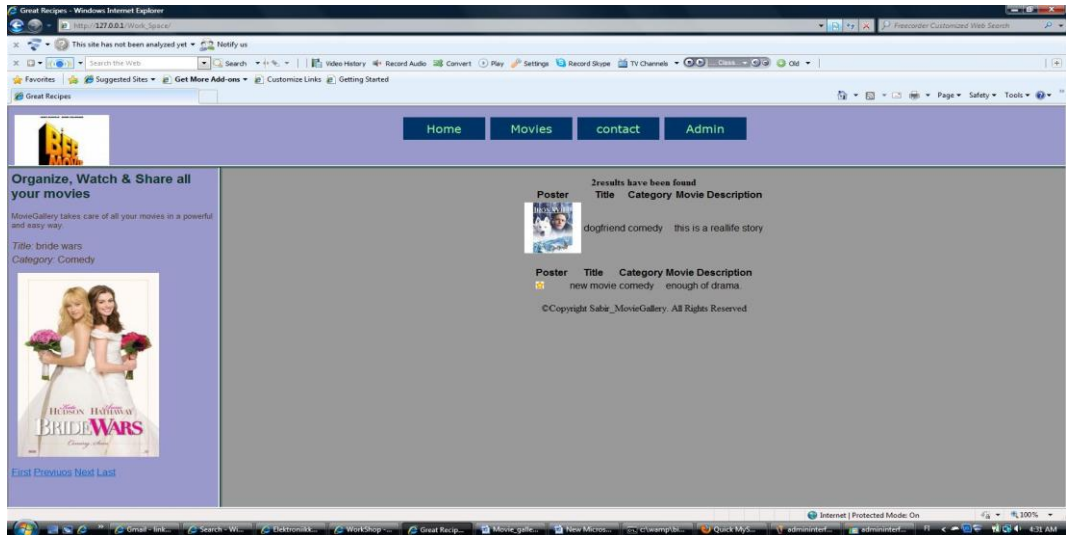 Great Recipes - Windows Internet Explorer
http://127.0.0.1/Work_Space/
Freecorder Customized Web Search
This site has not been analyzed yet Notify us
Search the Web Search Video History Record Audio Convert Play Settings Record Skype TV Channels Old
Favorites Suggested Sites Get More Add-ons Customize Links Getting Started
Great Recipes Page Safety Tools
BEE
MOVIE
Home Movies contact Admin
Organize, Watch & Share all
your movies
MovieGallery takes care of all your movies in a powerful
and easy way.
Title: bride wars
Category: Comedy
HUDSON HATHAWAY
BRIDE WARS
Coming Soon
First Previuos Next Last
2results have been found
Poster Title Category Movie Description
dogfriend comedy this is a reallife story
Poster Title Category Movie Description
new movie comedy enough of drama.
©Copyright Sabir_MovieGallery. All Rights Reserved
Internet | Protected Mode: On 100%
Gmail - Ink... Search - Wi... Elektroniikk... WorkShop -... Great Recip... Movie_galle... New Micros... c:\wamp\bi... Quick MyS... admininterf... admininterf... FI 4:31 AM